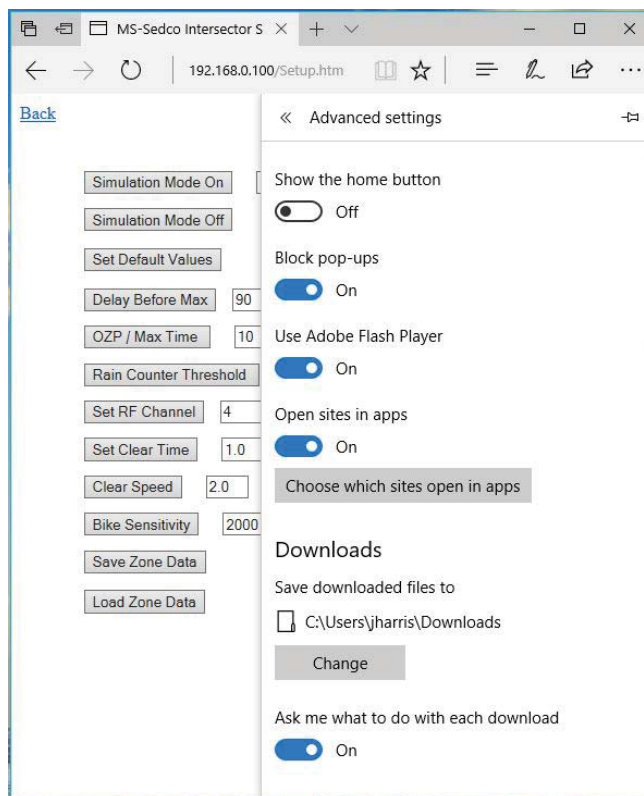 MS-Sedco Intersector S
192.168.0.100/Setup.htm
Back
Simulation Mode On
Simulation Mode Off
Set Default Values
Delay Before Max 90
OZP / Max Time 10
Rain Counter Threshold
Set RF Channel 4
Set Clear Time 1.0
Clear Speed 2.0
Bike Sensitivity 2000
Save Zone Data
Load Zone Data
Advanced settings
Show the home button
Off
Block pop-ups
On
Use Adobe Flash Player
On
Open sites in apps
On
Choose which sites open in apps
Downloads
Save downloaded files to
C:\Users\jharris\Downloads
Change
Ask me what to do with each download
On